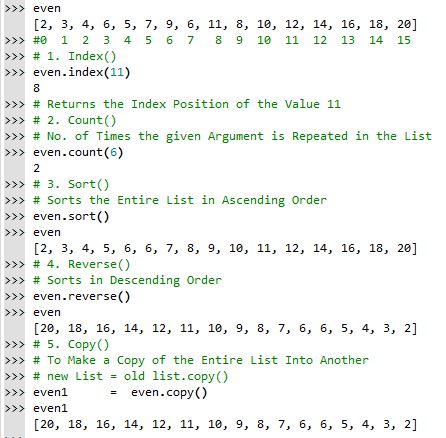 >>> even
[2, 3, 4, 6, 5, 7, 9, 6, 11, 8, 10, 12, 14, 16, 18, 20]
>>> #0 1 2 3 4 5 6 7 8 9 10 11 12 13 14 15
>>> # 1. Index()
>>> even.index(11)
8
>>> # Returns the Index Position of the Value 11
>>> # 2. Count()
>>> # No. of Times the given Argument is Repeated in the List
>>> even.count(6)
2
>>> # 3. Sort()
>>> # Sorts the Entire List in Ascending Order
>>> even.sort()
>>> even
[2, 3, 4, 5, 6, 6, 7, 8, 9, 10, 11, 12, 14, 16, 18, 20]
>>> # 4. Reverse()
>>> # Sorts in Descending Order
>>> even.reverse()
>>> even
[20, 18, 16, 14, 12, 11, 10, 9, 8, 7, 6, 6, 5, 4, 3, 2]
>>> # 5. Copy()
>>> # To Make a Copy of the Entire List Into Another
>>> # new List = old list.copy()
>>> even1 = even.copy()
>>> even1
[20, 18, 16, 14, 12, 11, 10, 9, 8, 7, 6, 6, 5, 4, 3, 2]